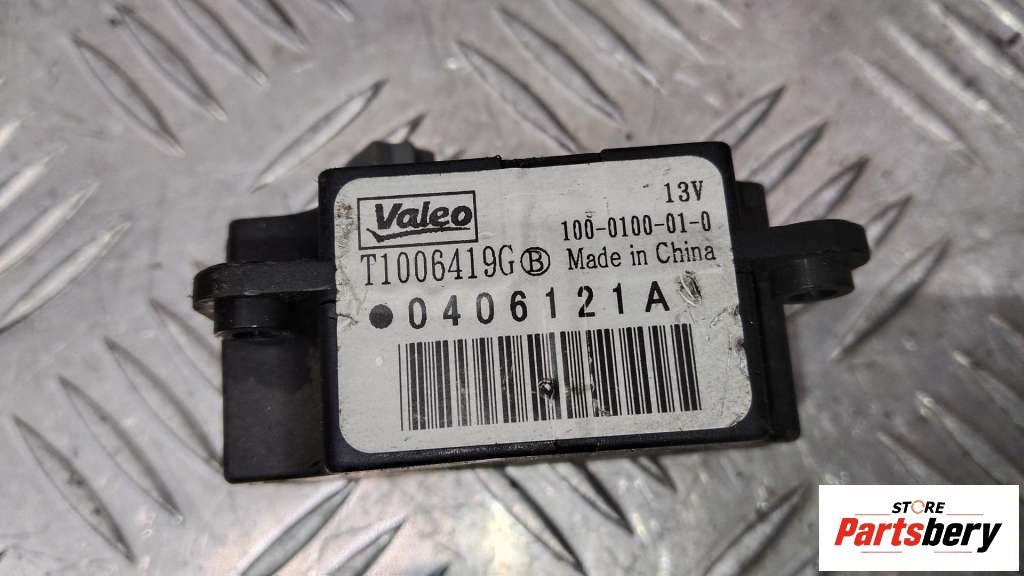 Valeo
13V
100-0100-01-0
T1006419G Ⓑ Made in China
●0406121A
STORE
Partsbery